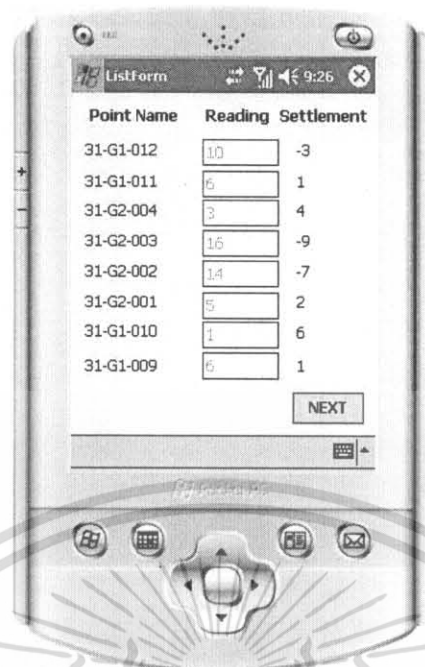 ListForm 9:26
Point Name Reading Settlement
31-G1-012 10 -3
31-G1-011 6 1
31-G2-004 3 4
31-G2-003 16 -9
31-G2-002 14 -7
31-G2-001 5 2
31-G1-010 1 6
31-G1-009 6 1
NEXT
Pocket PC